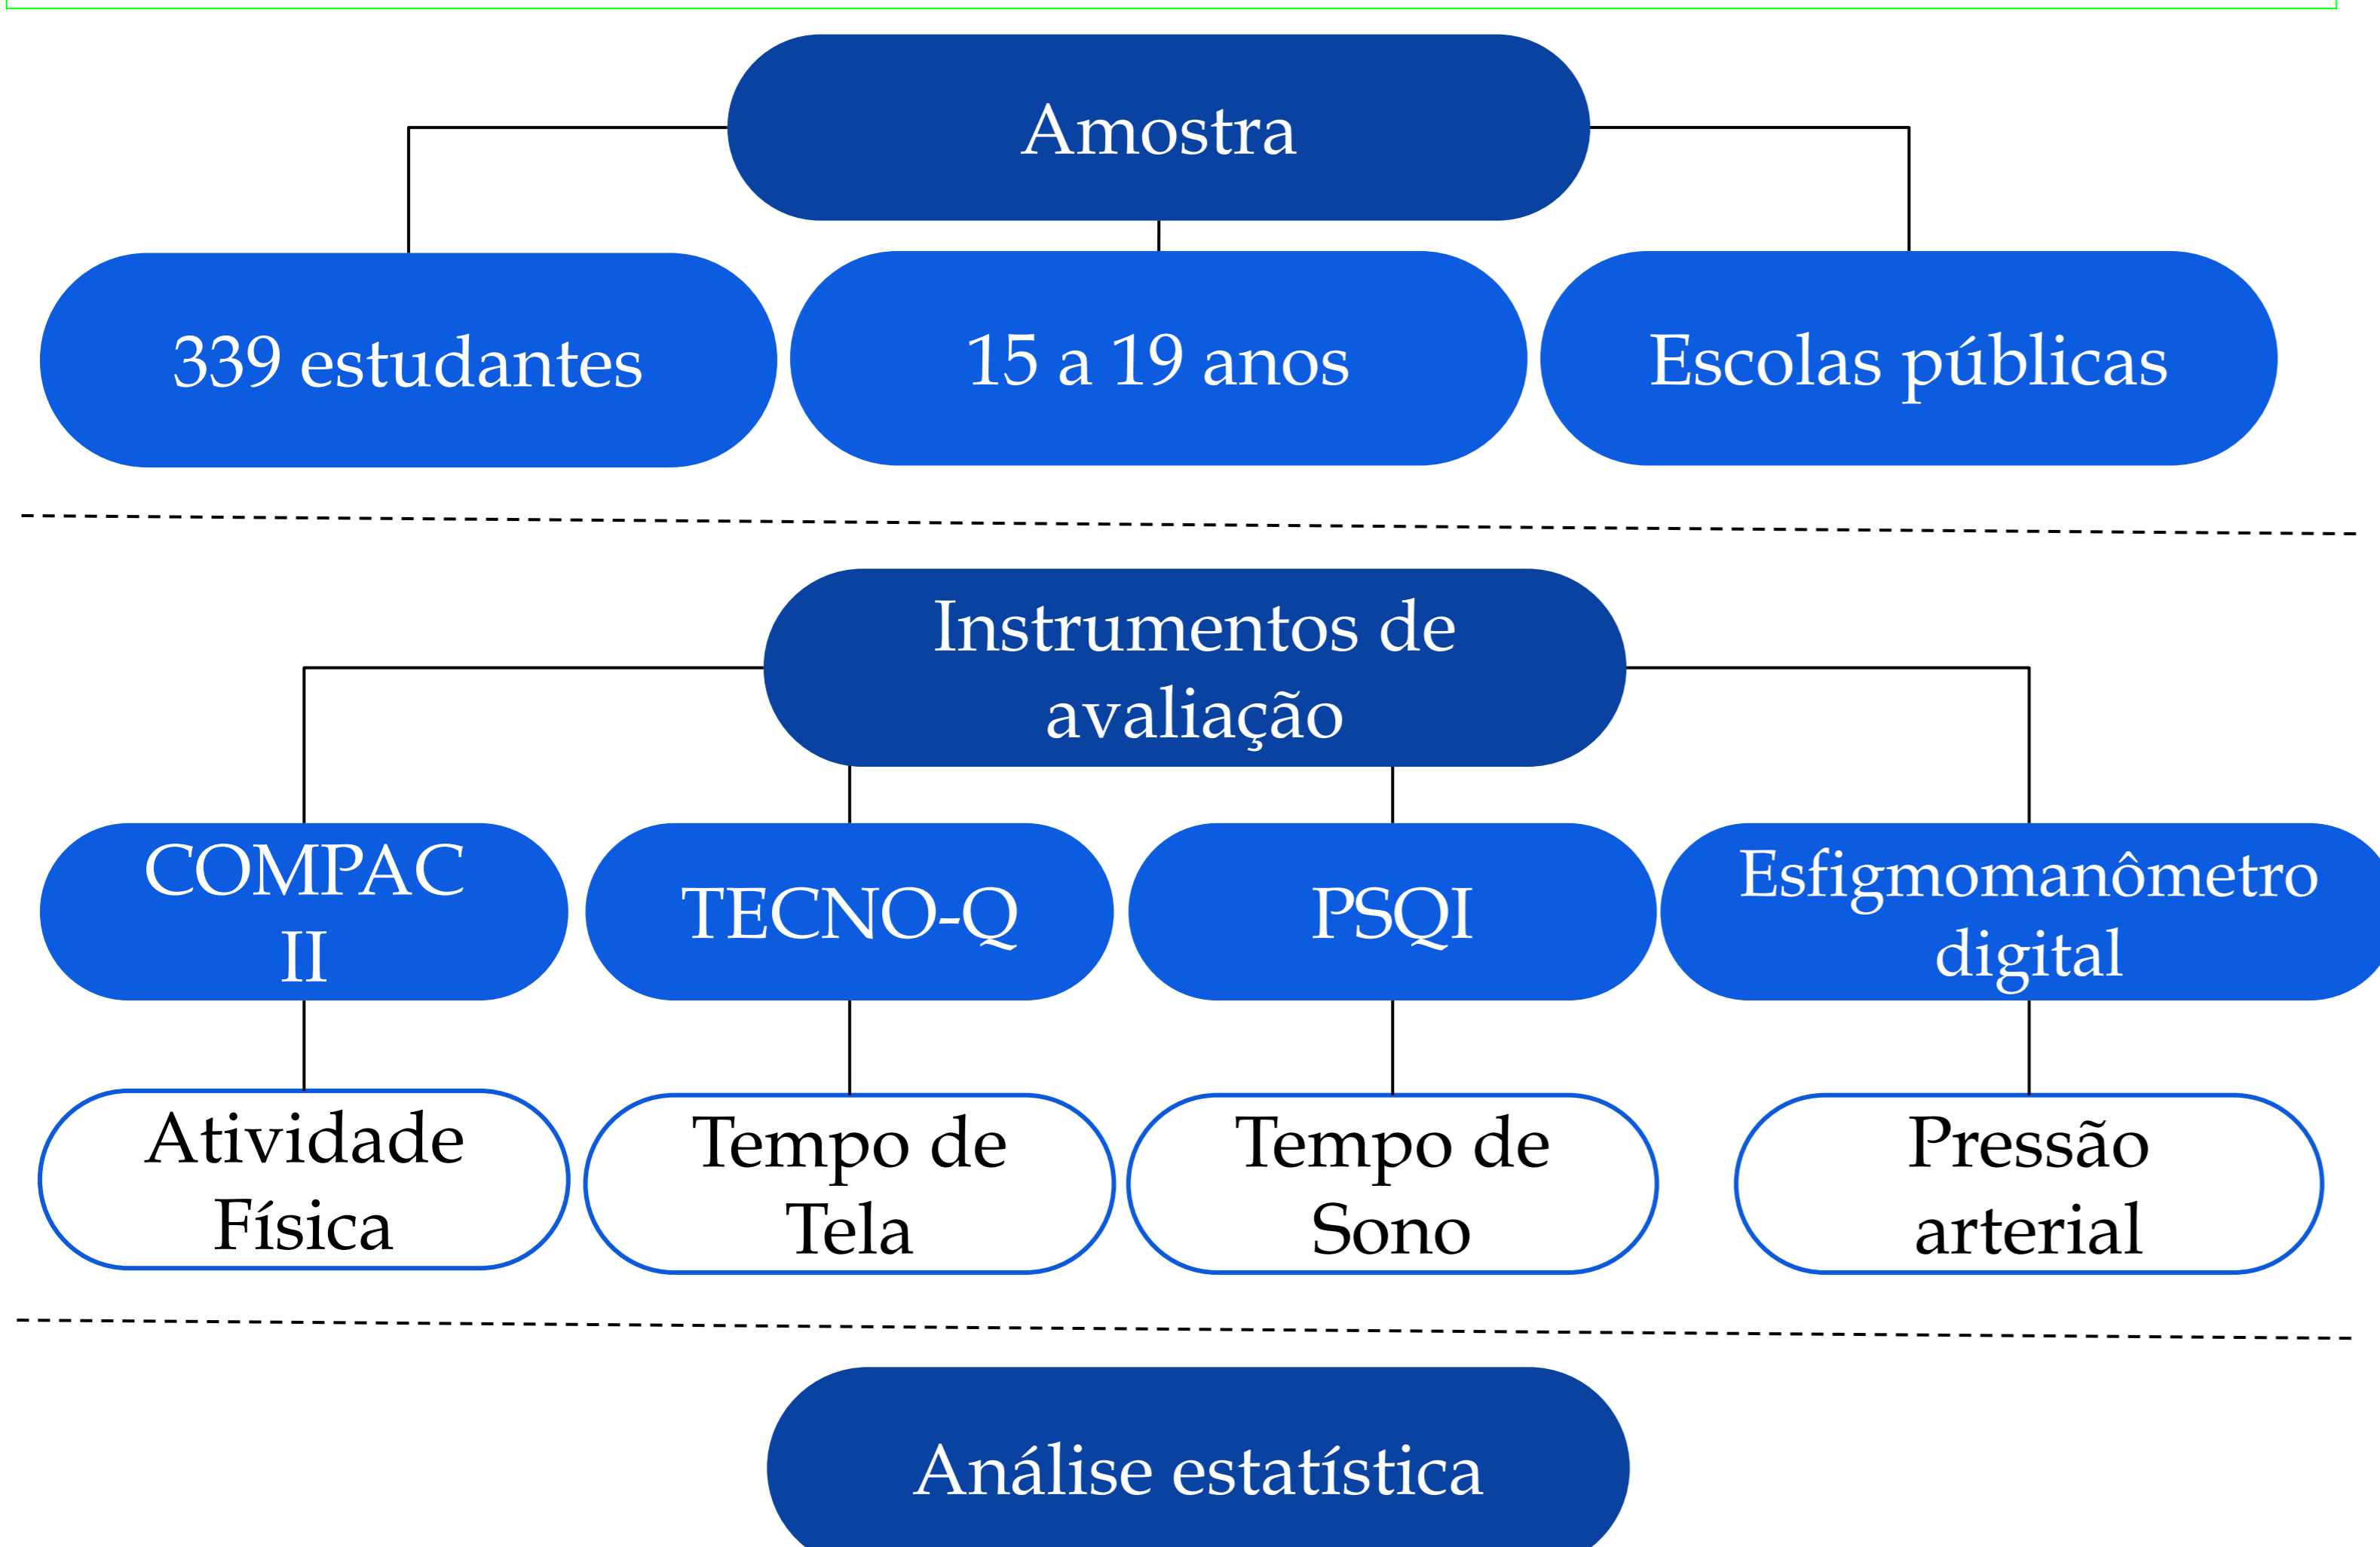 Amostra
339 estudantes
15 a 19 anos
Escolas públicas
Instrumentos de
avaliação
COMPAC
II
TECNO-Q
PSQI
Esfigmomanômetro
digital
Atividade
Física
Tempo de
Tela
Tempo de
Sono
Pressão
arterial
Análise estatística